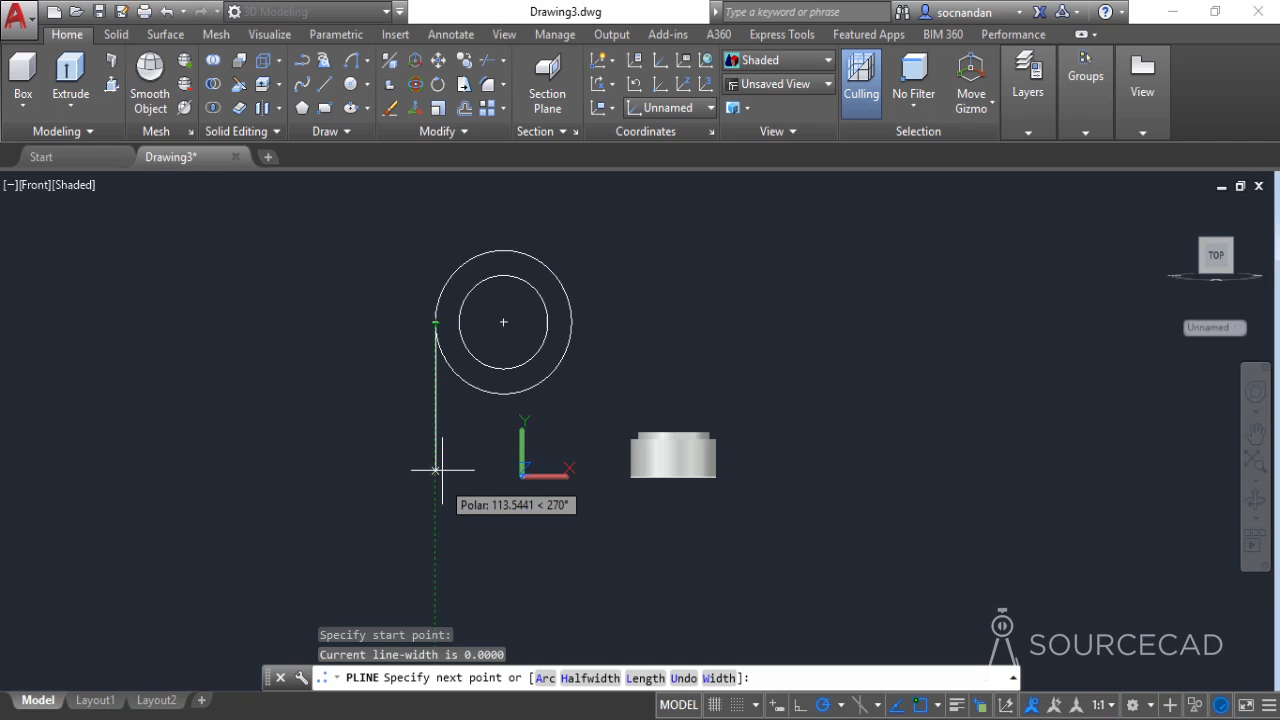 3D Modeling
Drawing3.dwg
Type a keyword or phrase
socnandan
Home Solid Surface Mesh Visualize Parametric Insert Annotate View Manage Output Add-ins A360 Express Tools Featured Apps BIM 360 Performance
Box
Extrude
Smooth
Object
Section
Plane
Unnamed
Shaded
Unsaved View
Culling
No Filter
Move
Gizmo
Layers
Groups
View
Modeling
Mesh
Solid Editing
Draw
Modify
Section
Coordinates
View
Selection
Start
Drawing3*
[−][Front][Shaded]
TOP
Unnamed
Y
X
Polar: 113.5441 < 270°
Specify start point:
Current line-width is 0.0000
PLINE Specify next point or [Arc Halfwidth Length Undo Width]:
SOURCECAD
Model Layout1 Layout2
MODEL
1:1